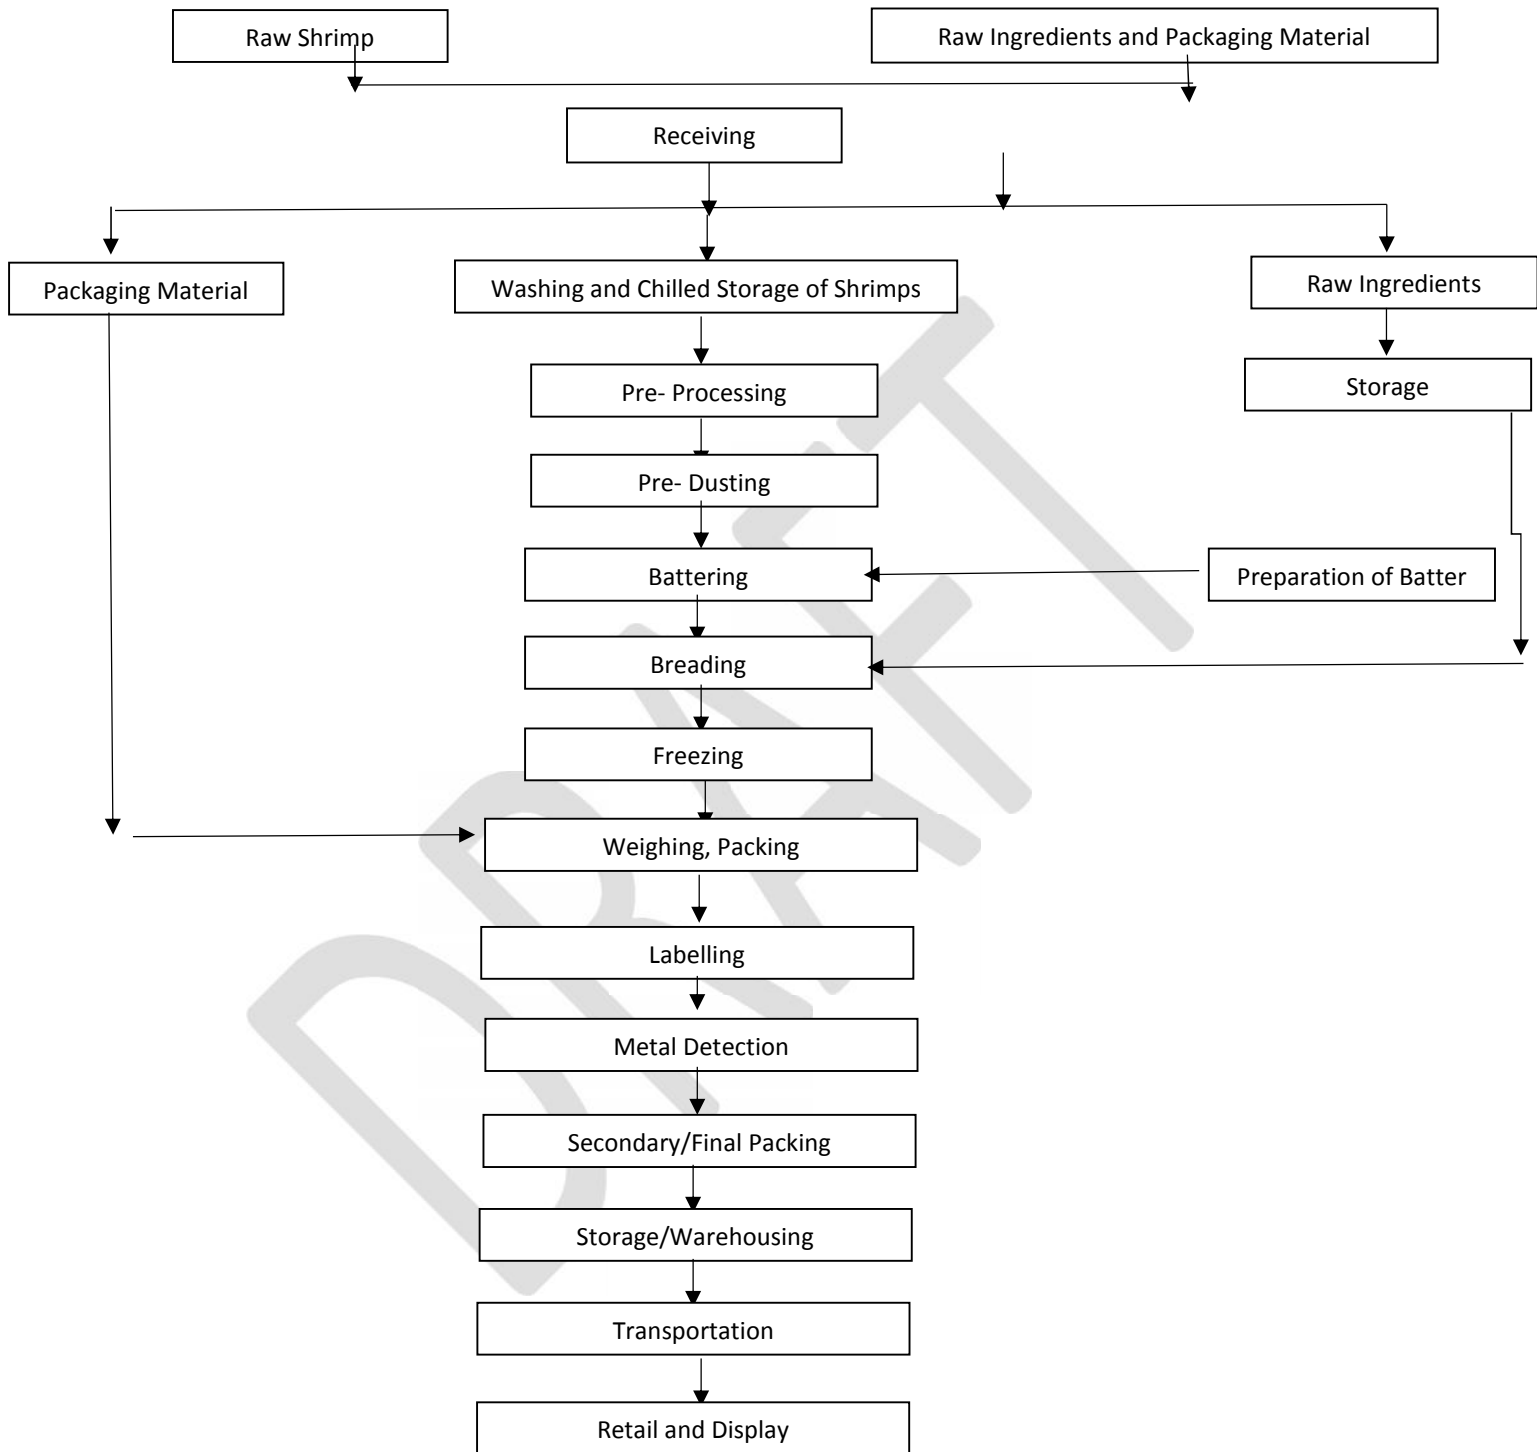 Raw Shrimp
Raw Ingredients and Packaging Material
Receiving
Packaging Material
Washing and Chilled Storage of Shrimps
Raw Ingredients
Pre- Processing
Storage
Pre- Dusting
Battering
Preparation of Batter
Breading
Freezing
Weighing, Packing
Labelling
Metal Detection
Secondary/Final Packing
Storage/Warehousing
Transportation
Retail and Display
DRAFT